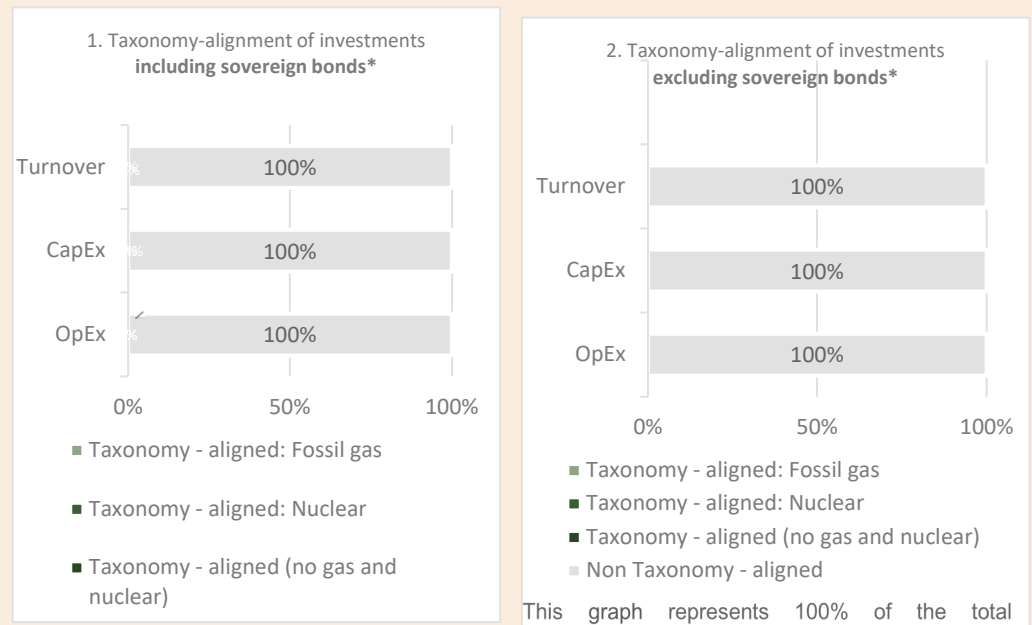 1. Taxonomy-alignment of investments
including sovereign bonds*
Turnover
100%
CapEx
100%
OpEx
100%
0% 50% 100%
Taxonomy - aligned: Fossil gas
Taxonomy - aligned: Nuclear
Taxonomy - aligned (no gas and
nuclear)
2. Taxonomy-alignment of investments
excluding sovereign bonds*
Turnover
100%
CapEx
100%
OpEx
100%
0% 50% 100%
Taxonomy - aligned: Fossil gas
Taxonomy - aligned: Nuclear
Taxonomy - aligned (no gas and nuclear)
Non Taxonomy - aligned
This graph represents 100% of the total